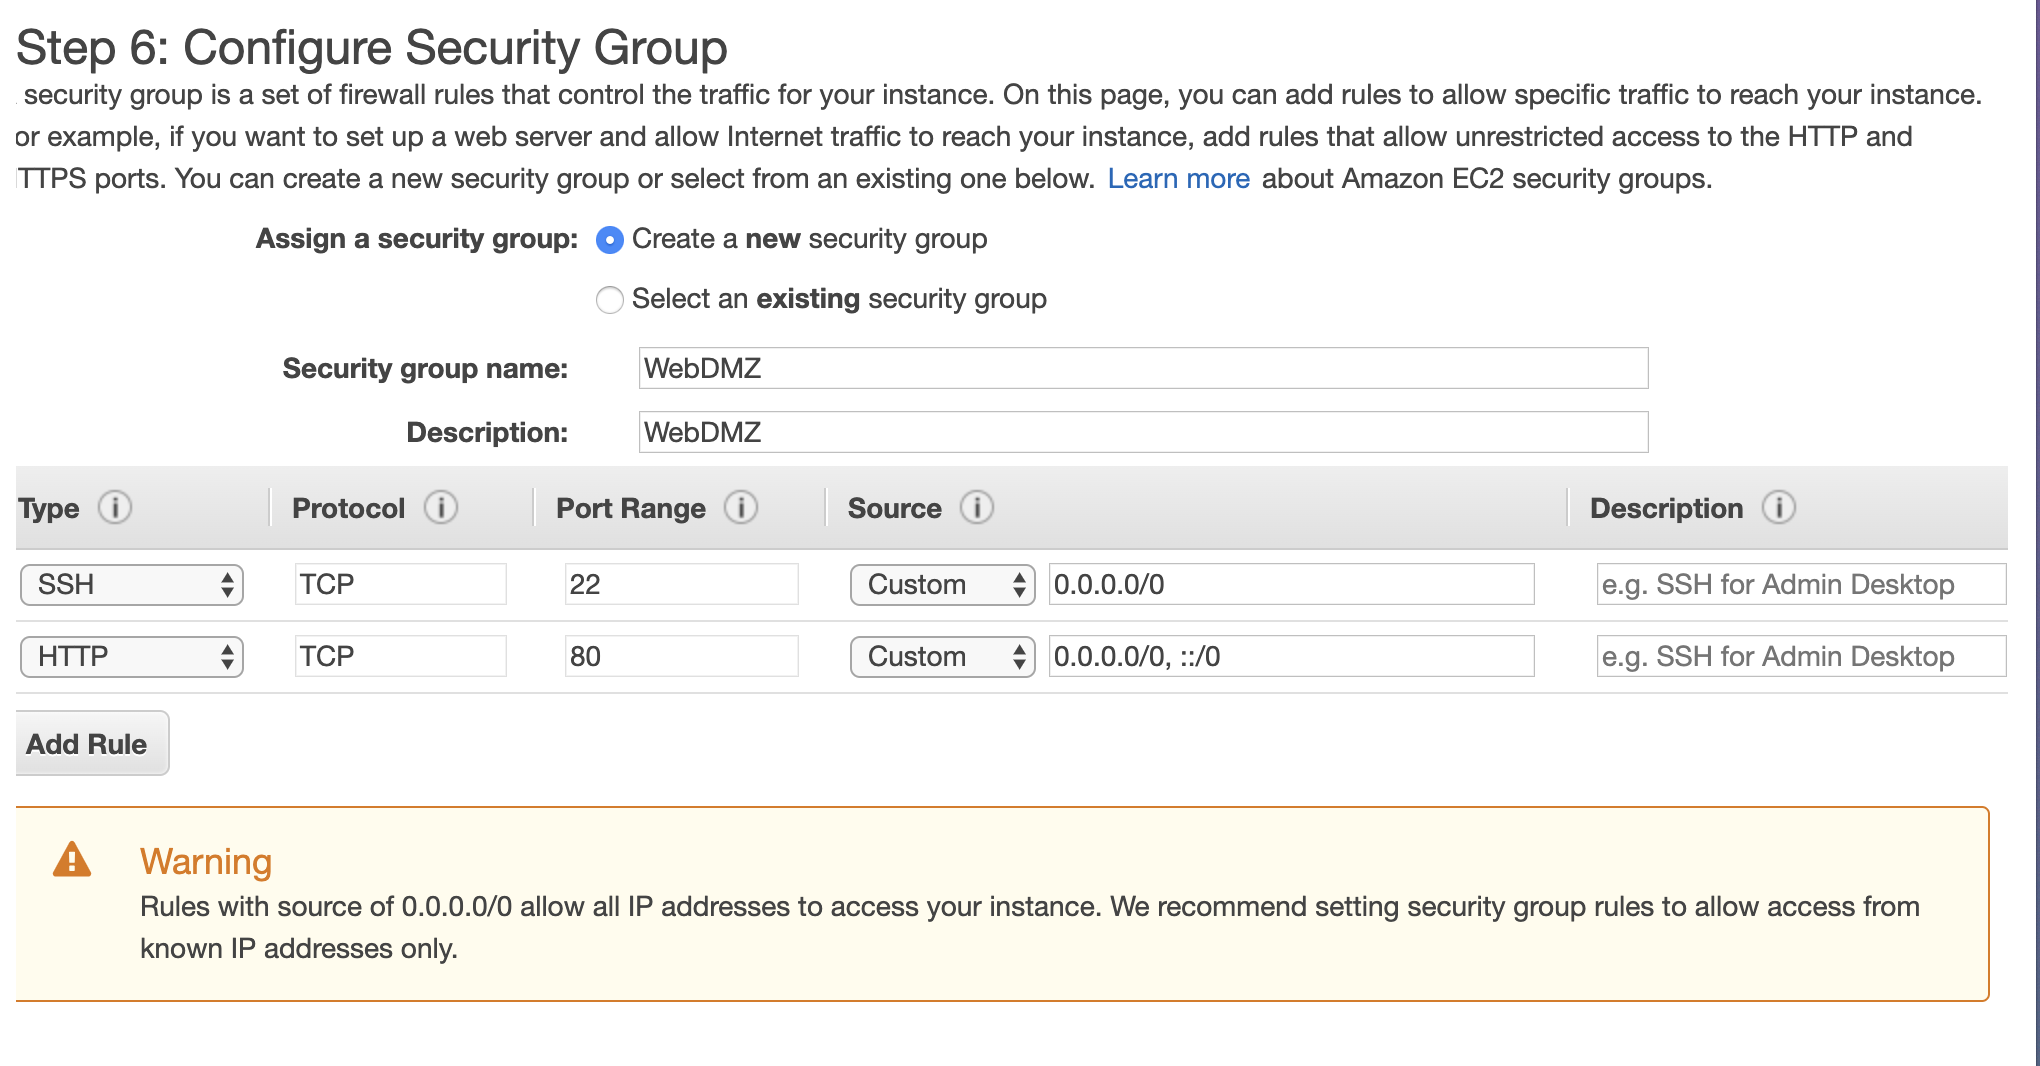 Step 6: Configure Security Group
security group is a set of firewall rules that control the traffic for your instance. On this page, you can add rules to allow specific traffic to reach your instance.
or example, if you want to set up a web server and allow Internet traffic to reach your instance, add rules that allow unrestricted access to the HTTP and
TTPS ports. You can create a new security group or select from an existing one below. Learn more about Amazon EC2 security groups.
Assign a security group: Create a new security group
Select an existing security group
Security group name: WebDMZ
Description: WebDMZ
Type Protocol Port Range Source Description
SSH TCP 22 Custom 0.0.0.0/0 e.g. SSH for Admin Desktop
HTTP TCP 80 Custom 0.0.0.0/0, ::/0 e.g. SSH for Admin Desktop
Add Rule
Warning
Rules with source of 0.0.0.0/0 allow all IP addresses to access your instance. We recommend setting security group rules to allow access from
known IP addresses only.